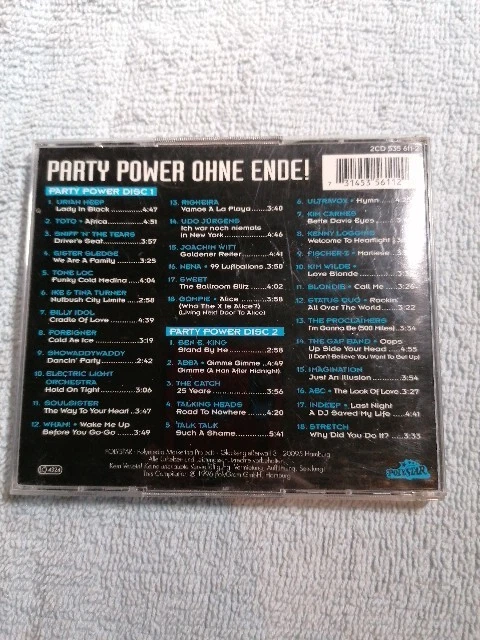 2CD 535 611-2
PARTY POWER OHNE ENDE!
7 31453 56112
PARTY POWER DISC 1
1. URIAH HEEP
Lady In Black..........4:47
2. TOTO • Africa..........4:51
3. SNIFF 'N' THE TEARS
Driver's Seat..........3:57
4. SISTER SLEDGE
We Are A Family..........3:25
5. TONE LOC
Funky Cold Medina..........4:04
6. IKE & TINA TURNER
Nutbush City Limits..........2:58
7. BILLY IDOL
Cradle Of Love..........4:39
8. FOREIGNER
Cold As Ice..........3:19
9. SHOWADDYWADDY
Dancin' Party..........2:42
10. ELECTRIC LIGHT
ORCHESTRA
Hold On Tight..........3:06
11. SOULSISTER
The Way To Your Heart..3:47
12. WHAM! • Wake Me Up
Before You Go-Go..........3:49
13. RIGHEIRA
Vamos A La Playa..........3:40
14. UDO JÜRGENS
Ich war noch niemals
in New York..........4:46
15. JOACHIM WITT
Goldener Reiter..........4:41
16. NENA • 99 Luftballons..3:50
17. SWEET
The Ballroom Blitz..........4:02
18. GOMPIE • Alice..........3:58
(Who The X Is Alice?)
(Living Next Door To Alice)
PARTY POWER DISC 2
1. BEN E. KING
Stand By Me..........2:58
2. ABBA • Gimme Gimme
Gimme (A Man After Midnight)
3. THE CATCH
25 Years..........3:56
4. TALKING HEADS
Road To Nowhere..........4:20
5. TALK TALK
Such A Shame..........5:41
6. ULTRAVOX • Hymn
7. KIM CARNES
Bette Davis Eyes
8. KENNY LOGGINS
Welcome To Heartlight
9. FISCHER-S • Marliese
10. KIM WILDE •
Love Blonde
11. BLONDIE • Call Me
12. STATUS QUO • Rockin'
All Over The World
13. THE PROCLAIMERS
I'm Gonna Be (500 Miles)..3:34
14. THE GAP BAND • Oops
Up Side Your Head..........4:55
(I Don't Believe You Want To Get Up)
15. IMAGINATION
Just An Illusion..........3:54
16. ABC • The Look Of Love..3:27
17. INDEEP • Last Night
A DJ Saved My Life..........4:41
18. STRETCH
Why Did You Do It?..........3:33
POLYSTAR